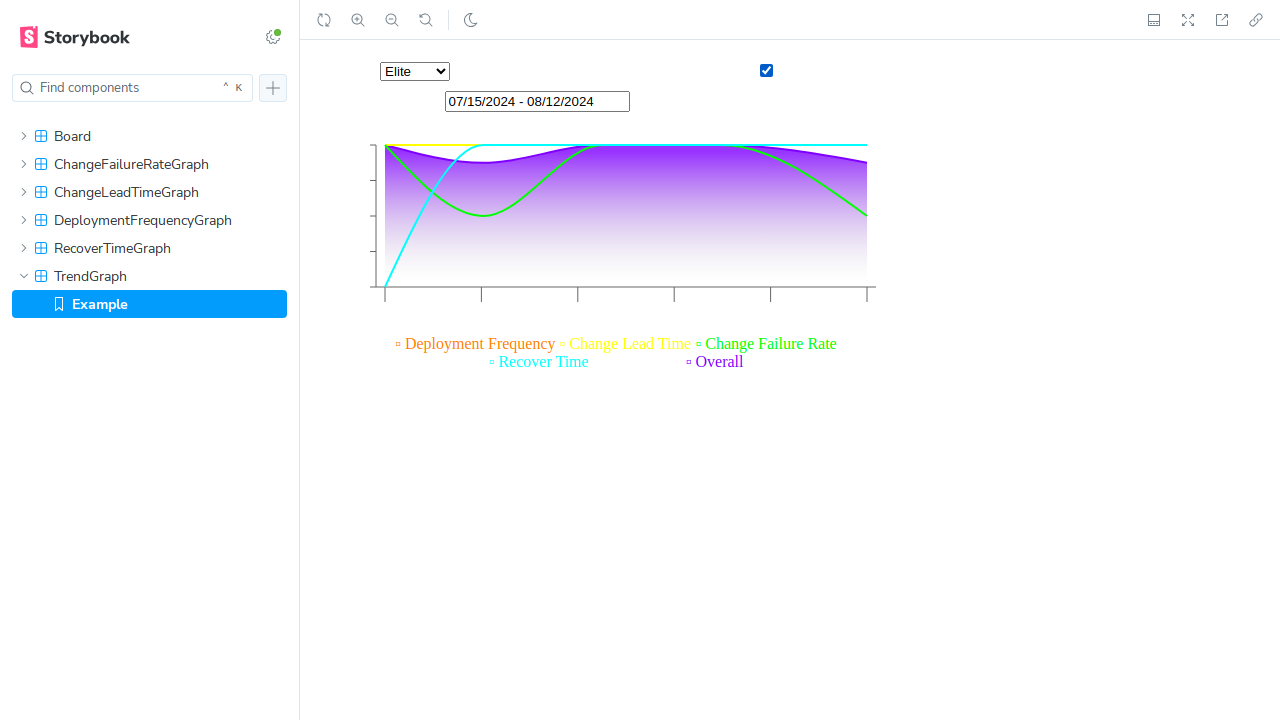 Storybook
Find components
^ K
Board
ChangeFailureRateGraph
ChangeLeadTimeGraph
DeploymentFrequencyGraph
RecoverTimeGraph
TrendGraph
Example
Elite
07/15/2024 - 08/12/2024
▫ Deployment Frequency ▫ Change Lead Time ▫ Change Failure Rate
▫ Recover Time ▫ Overall